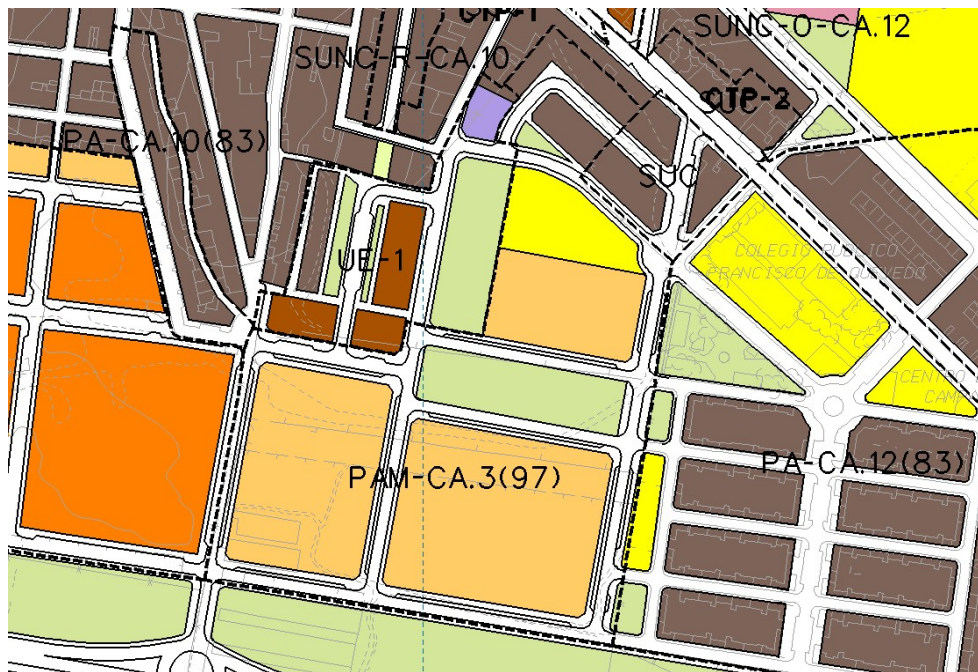 SUNC-O-CA.12
SUNC-R-CA.10
PA-CA.10(83)
SUC
UE-1
COLEGIO PUBLICO
FRANCISCO DE QUEVEDO
CENTRO
PAM-CA.3(97)
PA-CA.12(83)